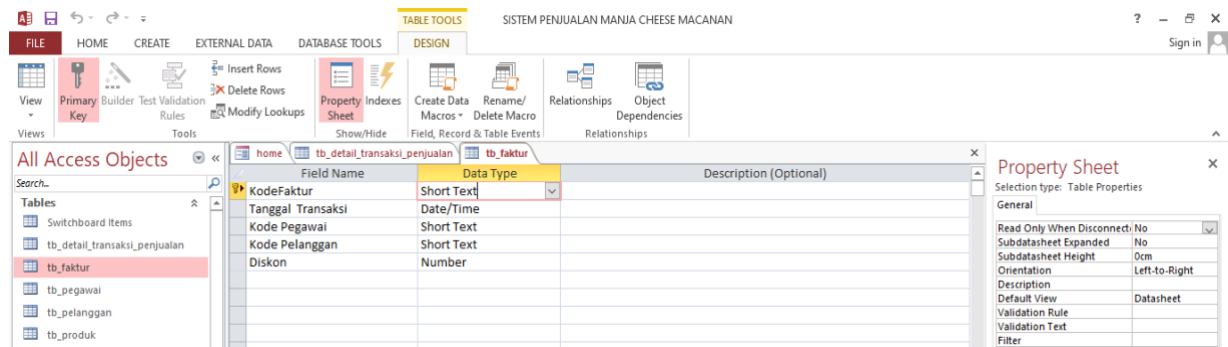 TABLE TOOLS
SISTEM PENJUALAN MANJA CHEESE MACANAN
?
FILE HOME CREATE EXTERNAL DATA DATABASE TOOLS DESIGN
Sign in
View
Primary Key
Builder
Test Validation Rules
Insert Rows
Delete Rows
Modify Lookups
Property Sheet
Indexes
Create Data Macros
Rename/ Delete Macro
Relationships
Object Dependencies
Views
Tools
Show/Hide
Field, Record & Table Events
Relationships
All Access Objects
Search...
Tables
Switchboard Items
tb_detail_transaksi_penjualan
tb_faktur
tb_pegawai
tb_pelanggan
tb_produk
home
tb_detail_transaksi_penjualan
tb_faktur
Field Name Data Type Description (Optional)
KodeFaktur Short Text
Tanggal Transaksi Date/Time
Kode Pegawai Short Text
Kode Pelanggan Short Text
Diskon Number
Property Sheet
Selection type: Table Properties
General
Read Only When Disconnect No
Subdatasheet Expanded No
Subdatasheet Height 0cm
Orientation Left-to-Right
Description
Default View Datasheet
Validation Rule
Validation Text
Filter